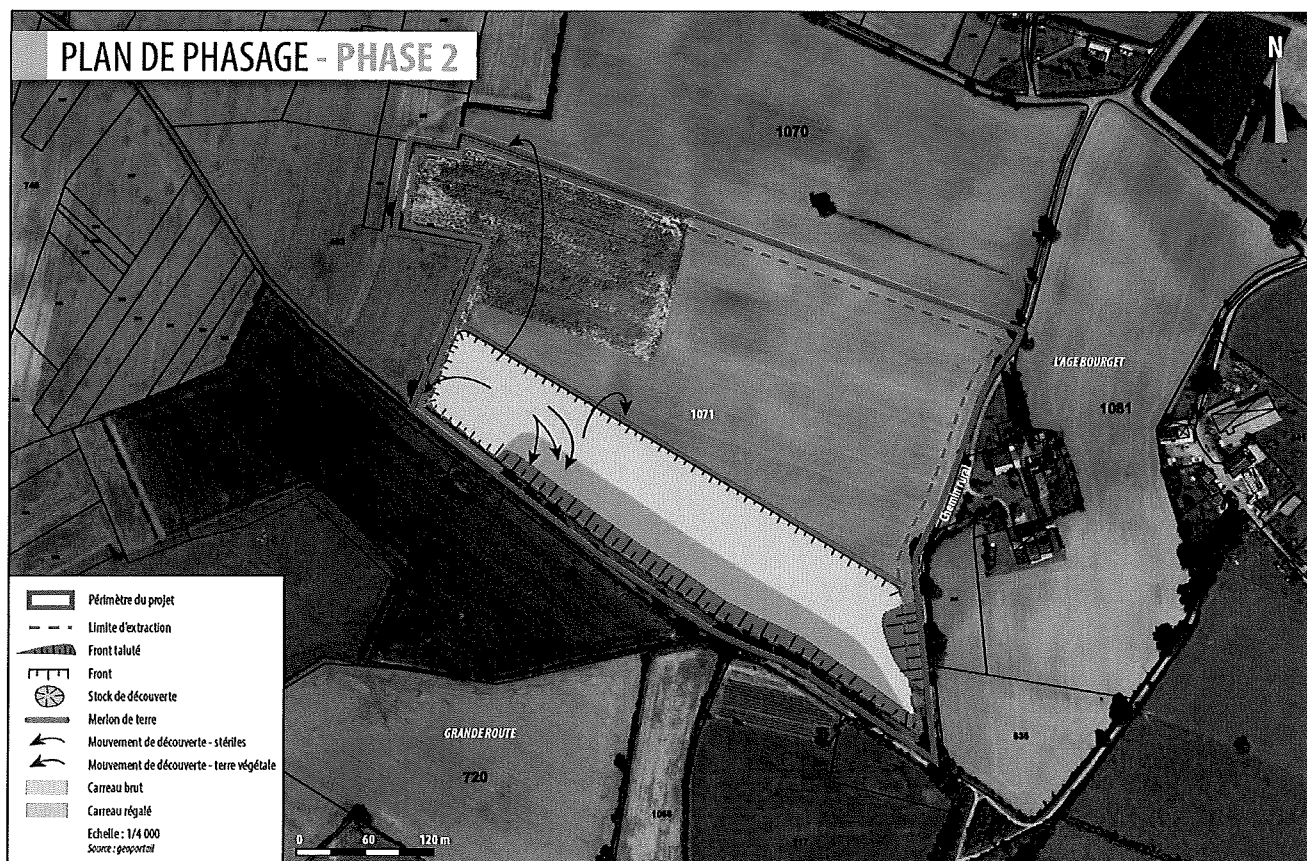 PLAN DE PHASAGE - PHASE 2
N
1070
748
L'AGE BOURGET
1081
1071
Chemin rural
GRANDE ROUTE
720
636
Périmètre du projet
Limite d'extraction
Front taluté
Front
Stock de découverte
Merlon de terre
Mouvement de découverte - stériles
Mouvement de découverte - terre végétale
Carreau brut
Carreau régalé
Echelle : 1/4 000
Source : geoportail
0 60 120 m